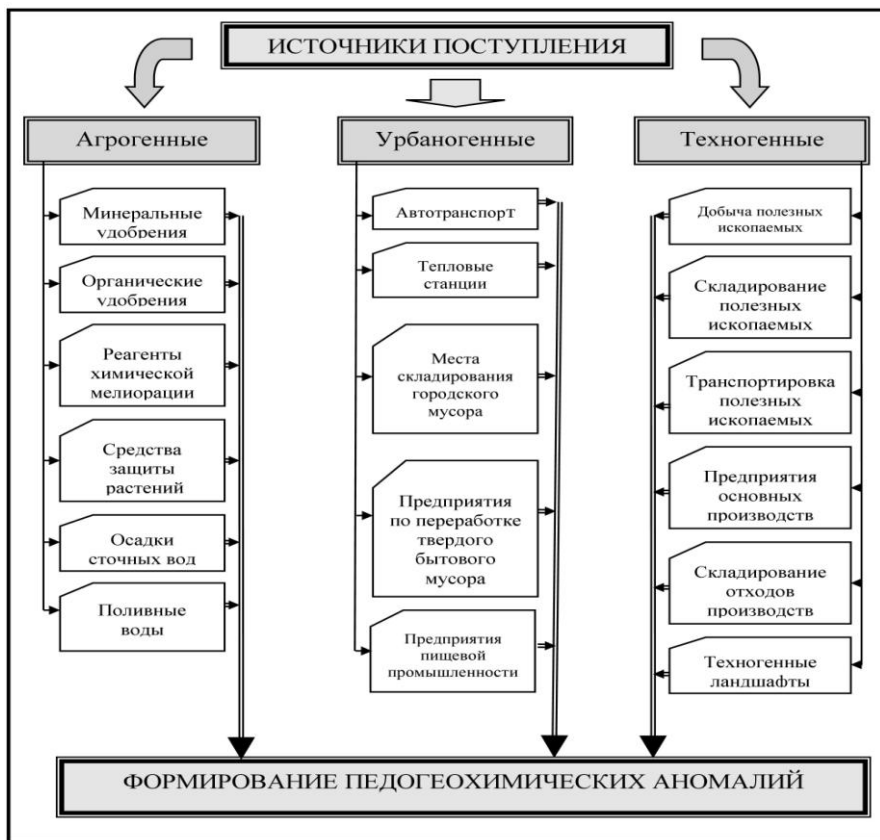 ИСТОЧНИКИ ПОСТУПЛЕНИЯ
Агрогенные
Урбаногенные
Техногенные
Минеральные
удобрения
Органические
удобрения
Реагенты
химической
мелиорации
Средства
защиты
растений
Осадки
сточных вод
Поливные
воды
Автотранспорт
Тепловые
станции
Места
складирования
городского
мусора
Предприятия
по переработке
твердого
бытового
мусора
Предприятия
пищевой
промышленности
Добыча полезных
ископаемых
Складирование
полезных
ископаемых
Транспортировка
полезных
ископаемых
Предприятия
основных
производств
Складирование
отходов
производств
Техногенные
ландшафты
ФОРМИРОВАНИЕ ПЕДОГЕОХИМИЧЕСКИХ АНОМАЛИЙ